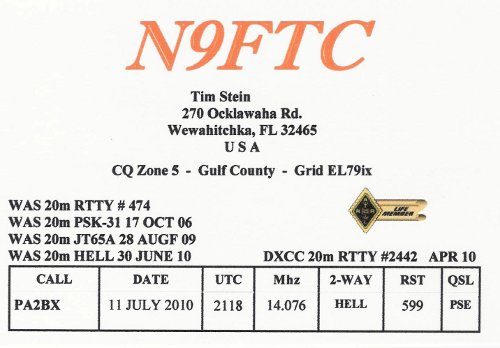 N9FTC
Tim Stein
270 Ocklawaha Rd.
Wewahitchka, FL 32465
U S A
CQ Zone 5 - Gulf County - Grid EL79ix
WAS 20m RTTY # 474
WAS 20m PSK-31 17 OCT 06
WAS 20m JT65A 28 AUGF 09
WAS 20m HELL 30 JUNE 10 DXCC 20m RTTY #2442 APR 10
LIFE
MEMBER
CALL DATE UTC Mhz 2-WAY RST QSL
PA2BX 11 JULY 2010 2118 14.076 HELL 599 PSE